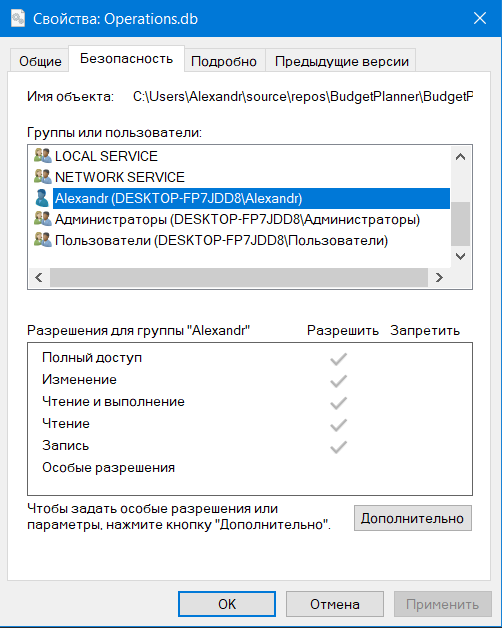 Свойства: Operations.db
Общие
Безопасность
Подробно
Предыдущие версии
Имя объекта: C:\Users\Alexandr\source\repos\BudgetPlanner\BudgetP
Группы или пользователи:
LOCAL SERVICE
NETWORK SERVICE
Alexandr (DESKTOP-FP7JDD8\Alexandr)
Администраторы (DESKTOP-FP7JDD8\Администраторы)
Пользователи (DESKTOP-FP7JDD8\Пользователи)
Разрешения для группы "Alexandr" Разрешить Запретить
Полный доступ
Изменение
Чтение и выполнение
Чтение
Запись
Особые разрешения
Чтобы задать особые разрешения или
параметры, нажмите кнопку "Дополнительно".
Дополнительно
OK
Отмена
Применить